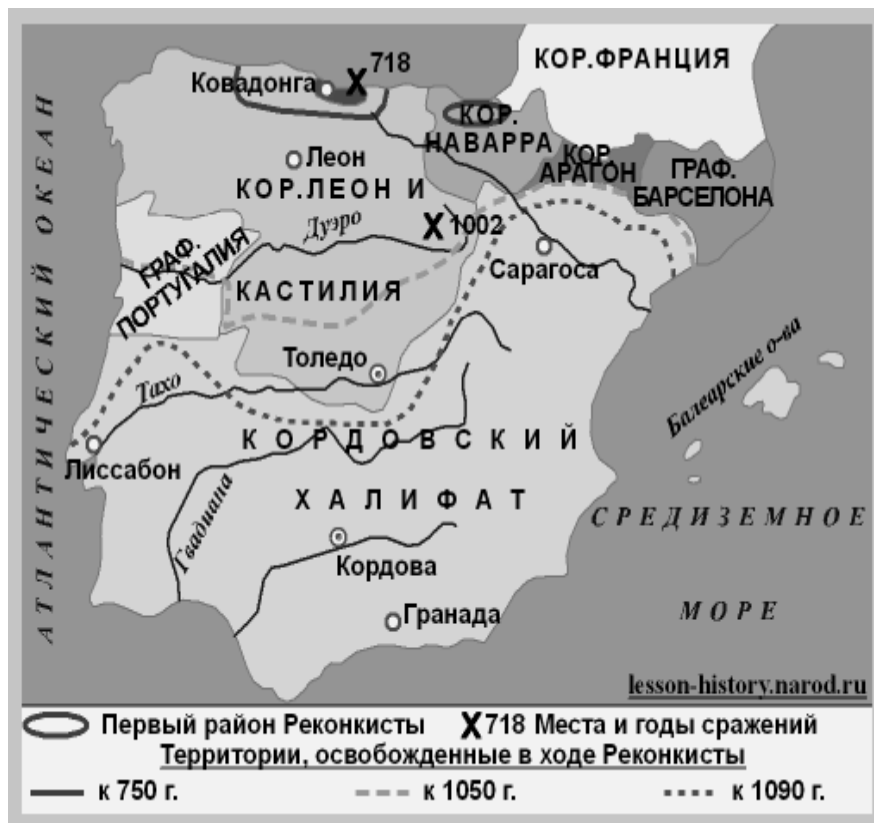 КОР.ФРАНЦИЯ
718
Ковадонга
КОР.
НАВАРРА
КОР.
АРАГОН
ГРАФ.
БАРСЕЛОНА
Леон
КОР.ЛЕОН И
Дуэро
1002
ГРАФ.
ПОРТУГАЛИЯ
КАСТИЛИЯ
Сарагоса
Толедо
Тахо
Балеарские о-ва
КОРДОВСКИЙ
Лиссабон
ХАЛИФАТ
Гвадиана
СРЕДИЗЕМНОЕ
Кордова
Гранада
МОРЕ
АТЛАНТИЧЕСКИЙ ОКЕАН
lesson-history.narod.ru
Первый район Реконкисты X718 Места и годы сражений
Территории, освобожденные в ходе Реконкисты
к 750 г. к 1050 г. к 1090 г.